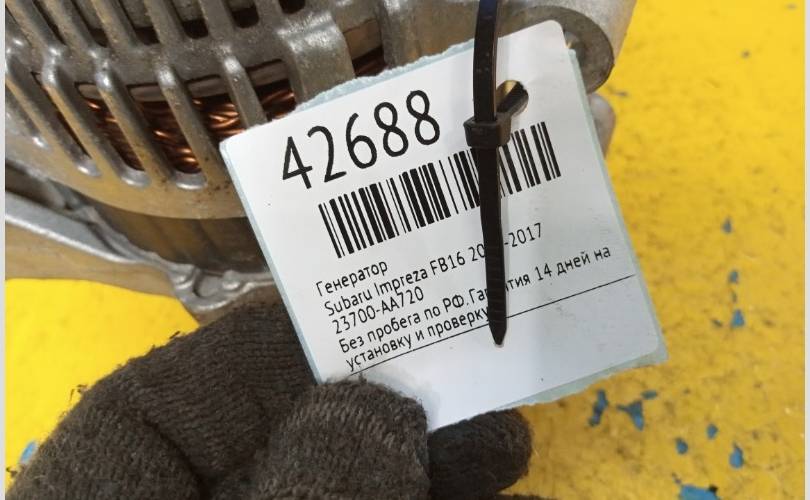 42688
Генератор
Subaru Impreza FB16 -2017
23700-AA720
Без пробега по РФ. 14 дней на
установку и проверку